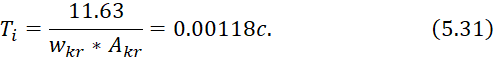 T_i = 11.63 / (w_kr * A_kr) = 0.00118c. (5.31)